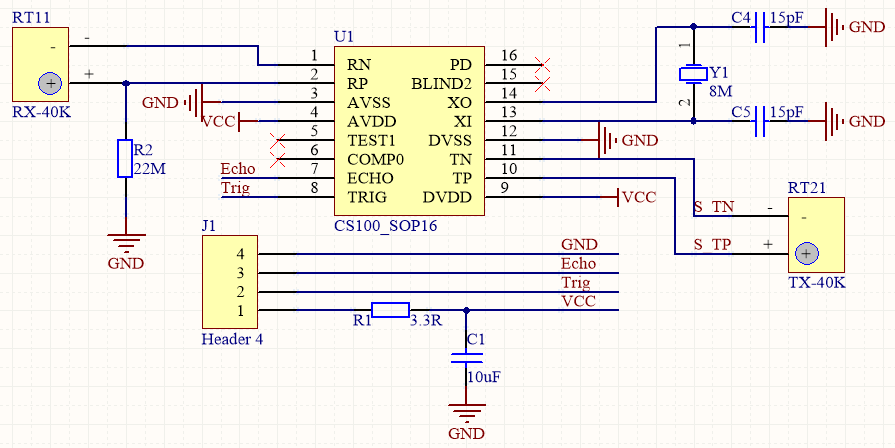 RT11
-
-
+
+
RX-40K
R2
22M
GND
GND
VCC
Echo
Trig
U1
1
RN
2
RP
3
AVSS
4
AVDD
5
TEST1
6
COMP0
7
ECHO
8
TRIG
PD
16
BLIND2
15
XO
14
XI
13
DVSS
12
TN
11
TP
10
DVDD
9
CS100_SOP16
C4
15pF
GND
1
Y1
8M
2
C5
15pF
GND
GND
VCC
RT21
S_TN
-
-
S_TP
+
+
TX-40K
J1
4
3
2
1
Header 4
GND
Echo
Trig
VCC
R1
3.3R
C1
10uF
GND